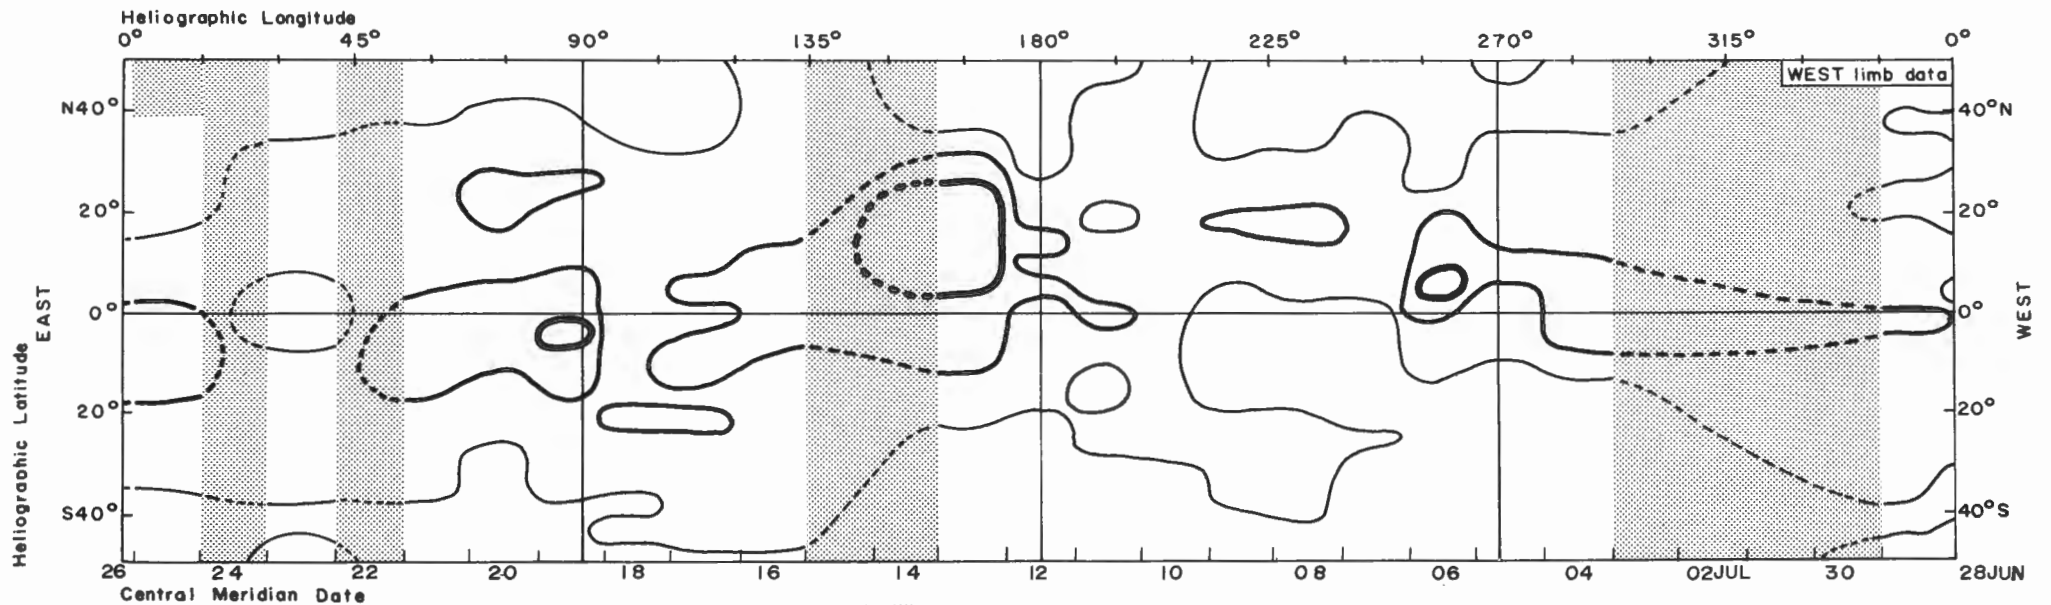 Heliographic Longitude
0° 45° 90° 135° 180° 225° 270° 315° 0°
WEST limb data
N40° 40°N
20° 20°
0° 0°
EAST WEST
20° 20°
S40° 40°S
Heliographic Latitude
26 24 22 20 18 16 14 12 10 08 06 04 02JUL 30 28JUN
Central Meridian Date